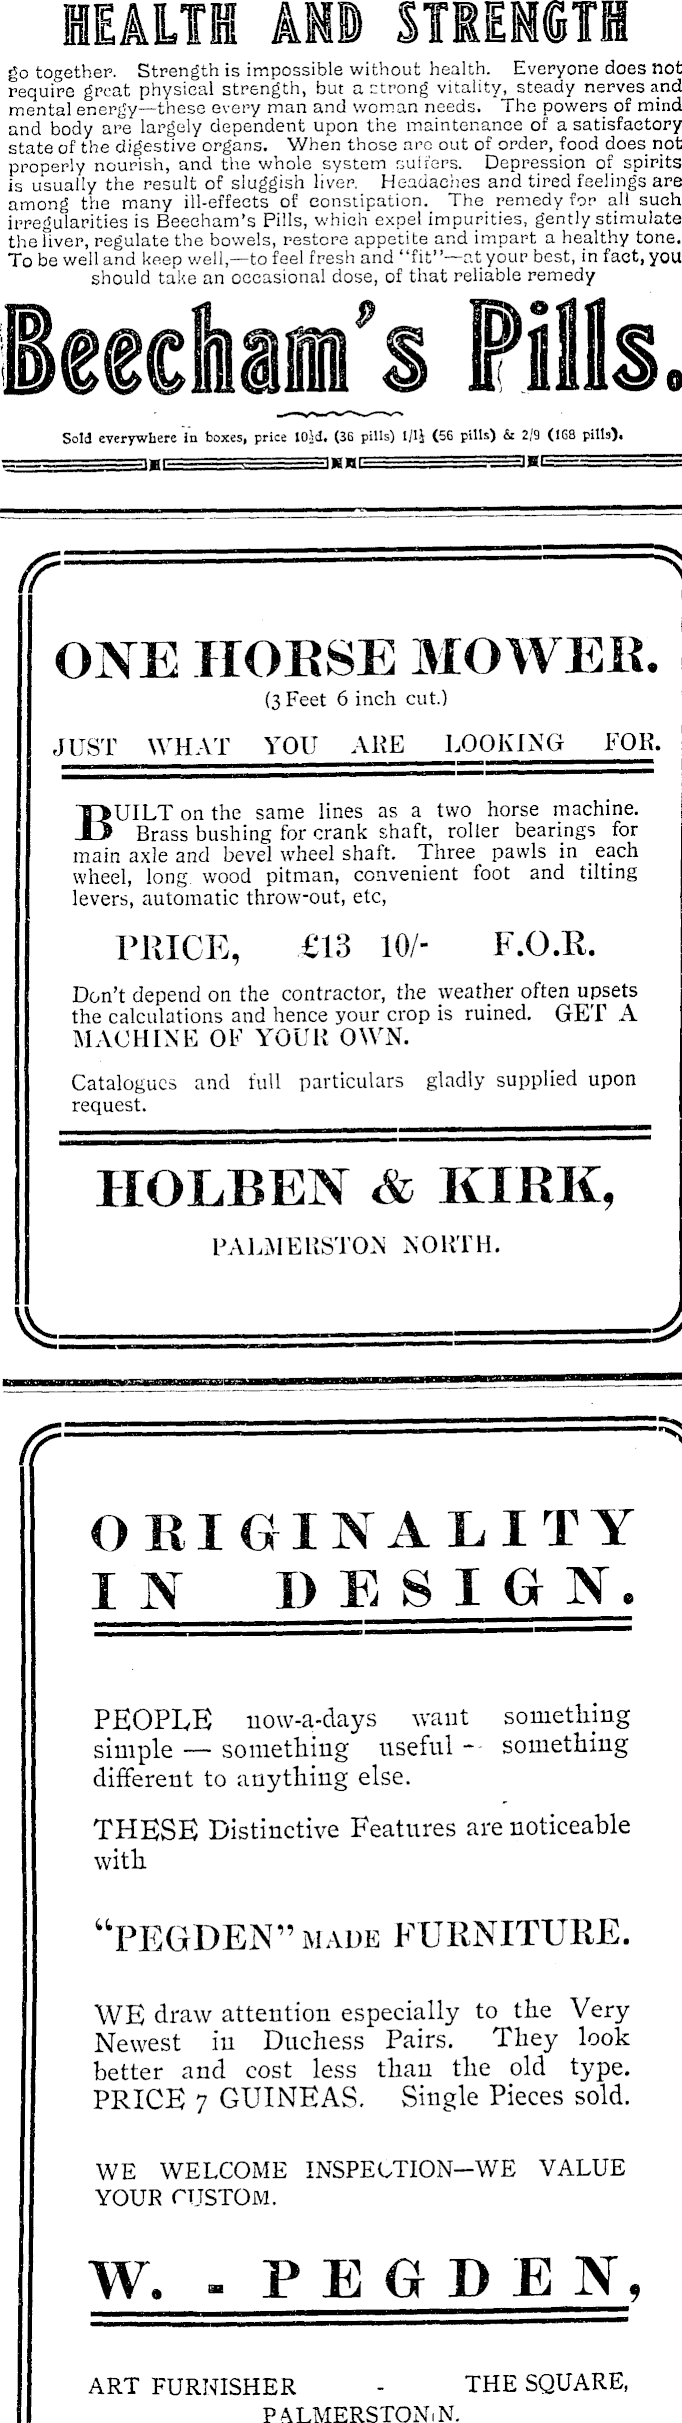 HEALTH AND STRENGTH
go together. Strength is impossible without health. Everyone does not
require great physical strength, but a strong vitality, steady nerves and
mental energy—these every man and woman needs. The powers of mind
and body are largely dependent upon the maintenance of a satisfactory
state of the digestive organs. When those are out of order, food does not
properly nourish, and the whole system suffers. Depression of spirits
is usually the result of sluggish liver. Headaches and tired feelings are
among the many ill-effects of constipation. The remedy for all such
irregularities is Beecham's Pills, which expel impurities, gently stimulate
the liver, regulate the bowels, restore appetite and impart a healthy tone.
To be well and keep well,—to feel fresh and "fit"—at your best, in fact, you
should take an occasional dose, of that reliable remedy
Beecham's Pills.
Sold everywhere in boxes, price 10½d. (36 pills) 1/1½ (56 pills) & 2/9 (168 pills).
ONE HORSE MOWER.
(3 Feet 6 inch cut.)
JUST WHAT YOU ARE LOOKING FOR.
BUILT on the same lines as a two horse machine.
Brass bushing for crank shaft, roller bearings for
main axle and bevel wheel shaft. Three pawls in each
wheel, long wood pitman, convenient foot and tilting
levers, automatic throw-out, etc,
PRICE, £13 10/- F.O.R.
Don't depend on the contractor, the weather often upsets
the calculations and hence your crop is ruined. GET A
MACHINE OF YOUR OWN.
Catalogues and full particulars gladly supplied upon
request.
HOLBEN & KIRK,
PALMERSTON NORTH.
ORIGINALITY
IN DESIGN.
PEOPLE now-a-days want something
simple — something useful - something
different to anything else.
THESE Distinctive Features are noticeable
with
"PEGDEN" MADE FURNITURE.
WE draw attention especially to the Very
Newest in Duchess Pairs. They look
better and cost less than the old type.
PRICE 7 GUINEAS. Single Pieces sold.
WE WELCOME INSPECTION—WE VALUE
YOUR CUSTOM.
W. - PEGDEN,
ART FURNISHER - THE SQUARE,
PALMERSTON N.